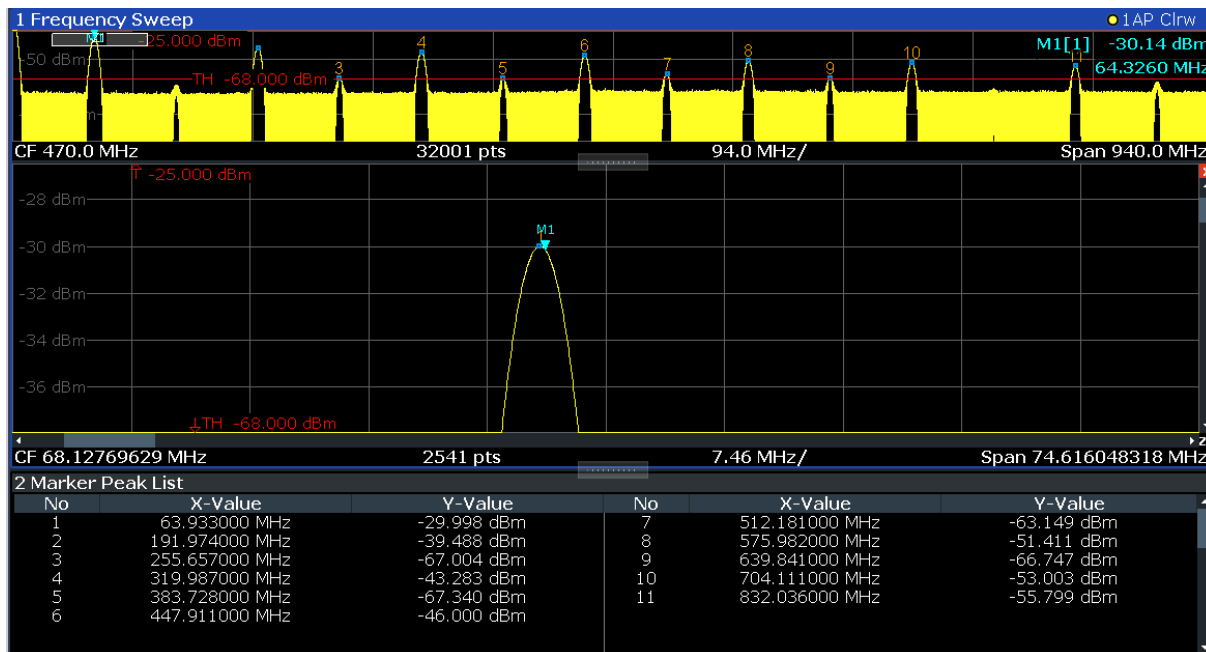 1 Frequency Sweep
1AP Clrw
-25.000 dBm
M1[1] -30.14 dBm
64.3260 MHz
-50 dBm
TH -68.000 dBm
3 4 5 6 7 8 9 10 11
CF 470.0 MHz 32001 pts 94.0 MHz/ Span 940.0 MHz
-25.000 dBm
-28 dBm
M1
-30 dBm
-32 dBm
-34 dBm
-36 dBm
TH -68.000 dBm
CF 68.12769629 MHz 2541 pts 7.46 MHz/ Span 74.616048318 MHz
2 Marker Peak List
No X-Value Y-Value No X-Value Y-Value
1 63.933000 MHz -29.998 dBm 7 512.181000 MHz -63.149 dBm
2 191.974000 MHz -39.488 dBm 8 575.982000 MHz -51.411 dBm
3 255.657000 MHz -67.004 dBm 9 639.841000 MHz -66.747 dBm
4 319.987000 MHz -43.283 dBm 10 704.111000 MHz -53.003 dBm
5 383.728000 MHz -67.340 dBm 11 832.036000 MHz -55.799 dBm
6 447.911000 MHz -46.000 dBm